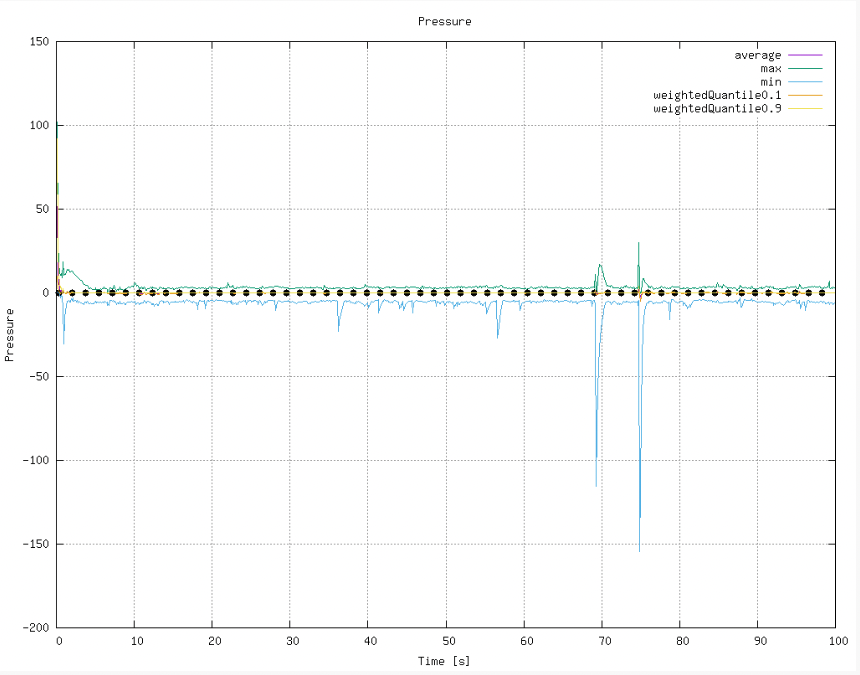 Pressure
150
100
50
0
-50
-100
-150
-200
Pressure
average
max
min
weightedQuantile0.1
weightedQuantile0.9
0 10 20 30 40 50 60 70 80 90 100
Time [s]